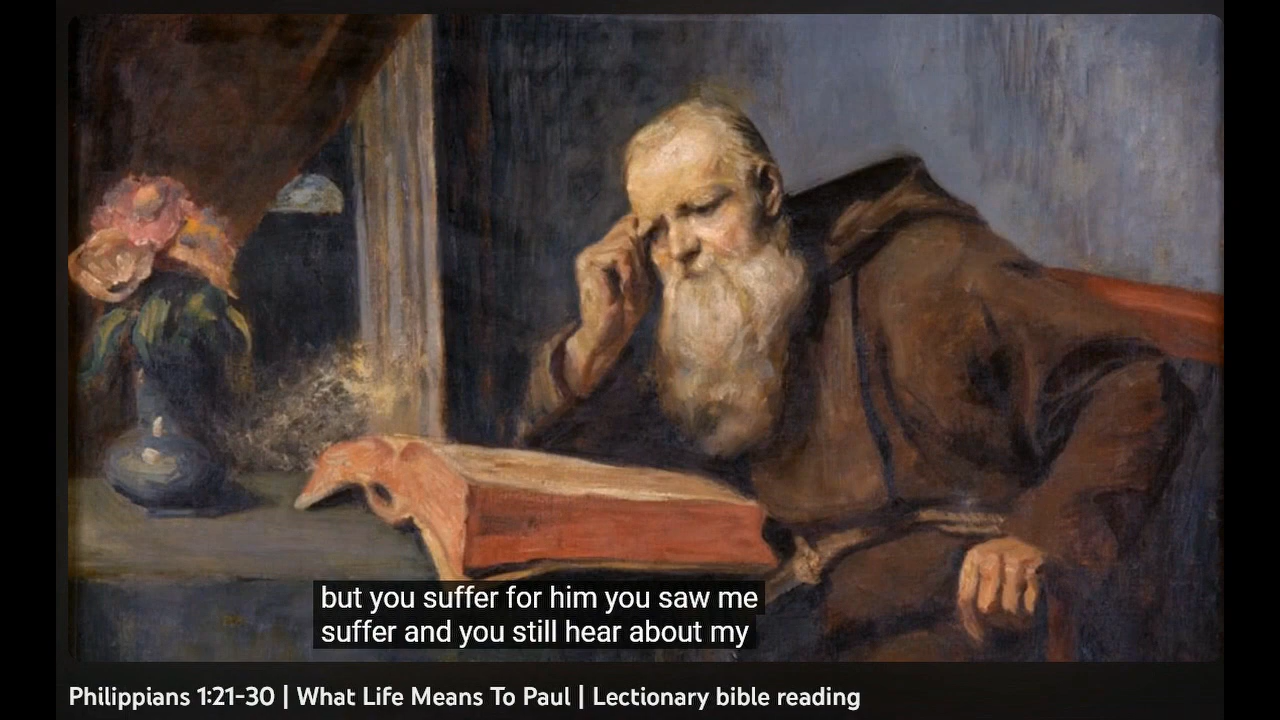 but you suffer for him you saw me
suffer and you still hear about my
Philippians 1:21-30 | What Life Means To Paul | Lectionary bible reading